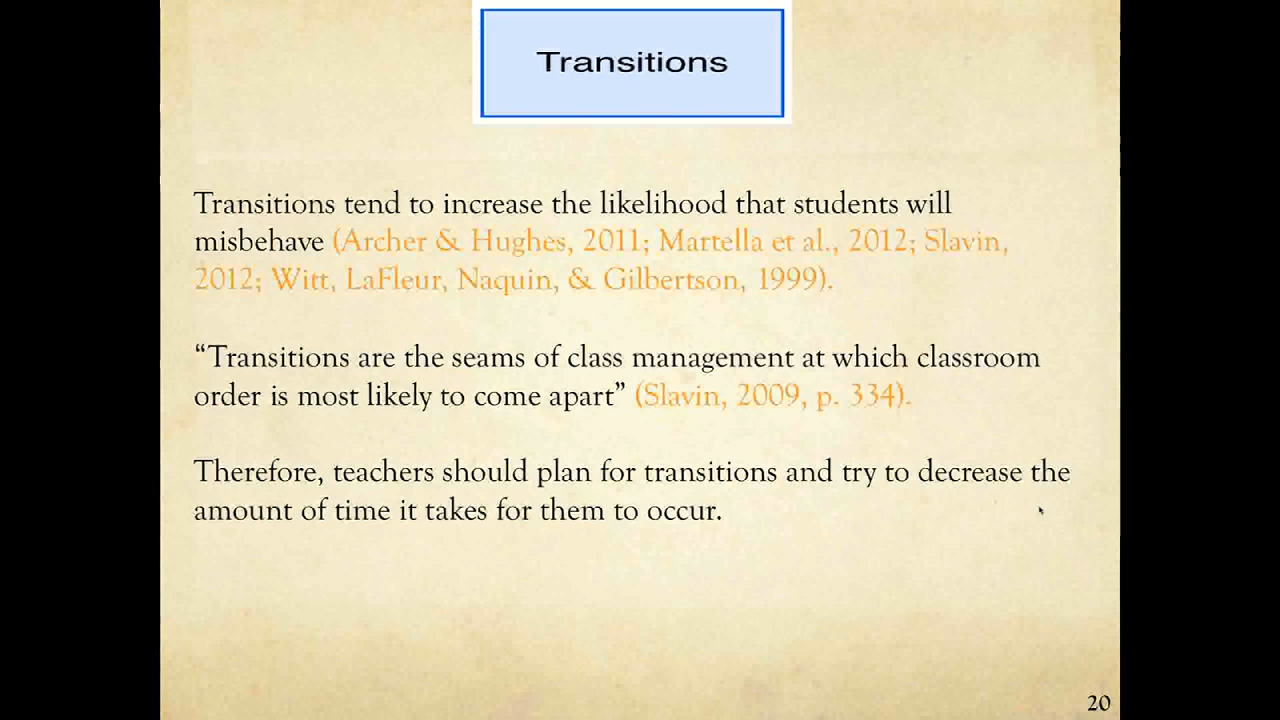 Transitions
Transitions tend to increase the likelihood that students will
misbehave (Archer & Hughes, 2011; Martella et al., 2012; Slavin,
2012; Witt, LaFleur, Naquin, & Gilbertson, 1999).
“Transitions are the seams of class management at which classroom
order is most likely to come apart” (Slavin, 2009, p. 334).
Therefore, teachers should plan for transitions and try to decrease the
amount of time it takes for them to occur.
20